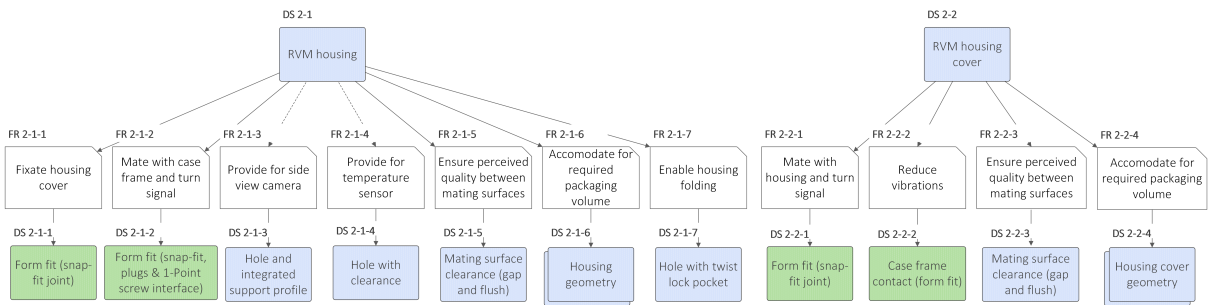 DS 2-1
RVM housing
DS 2-2
RVM housing
cover
FR 2-1-1
Fixate housing
cover
FR 2-1-2
Mate with case
frame and turn
signal
FR 2-1-3
Provide for side
view camera
FR 2-1-4
Provide for
temperature
sensor
FR 2-1-5
Ensure perceived
quality between
mating surfaces
FR 2-1-6
Accomodate for
required
packaging
volume
FR 2-1-7
Enable housing
folding
FR 2-2-1
Mate with
housing and turn
signal
FR 2-2-2
Reduce
vibrations
FR 2-2-3
Ensure perceived
quality between
mating surfaces
FR 2-2-4
Accomodate for
required packaging
volume
DS 2-1-1
Form fit (snap-
fit joint)
DS 2-1-2
Form fit (snap-fit,
plugs & 1-Point
screw interface)
DS 2-1-3
Hole and
integrated
support profile
DS 2-1-4
Hole with
clearance
DS 2-1-5
Mating surface
clearance (gap
and flush)
DS 2-1-6
Housing
geometry
DS 2-1-7
Hole with twist
lock pocket
DS 2-2-1
Form fit (snap-
fit joint)
DS 2-2-2
Case frame
contact (form fit)
DS 2-2-3
Mating surface
clearance (gap
and flush)
DS 2-2-4
Housing cover
geometry